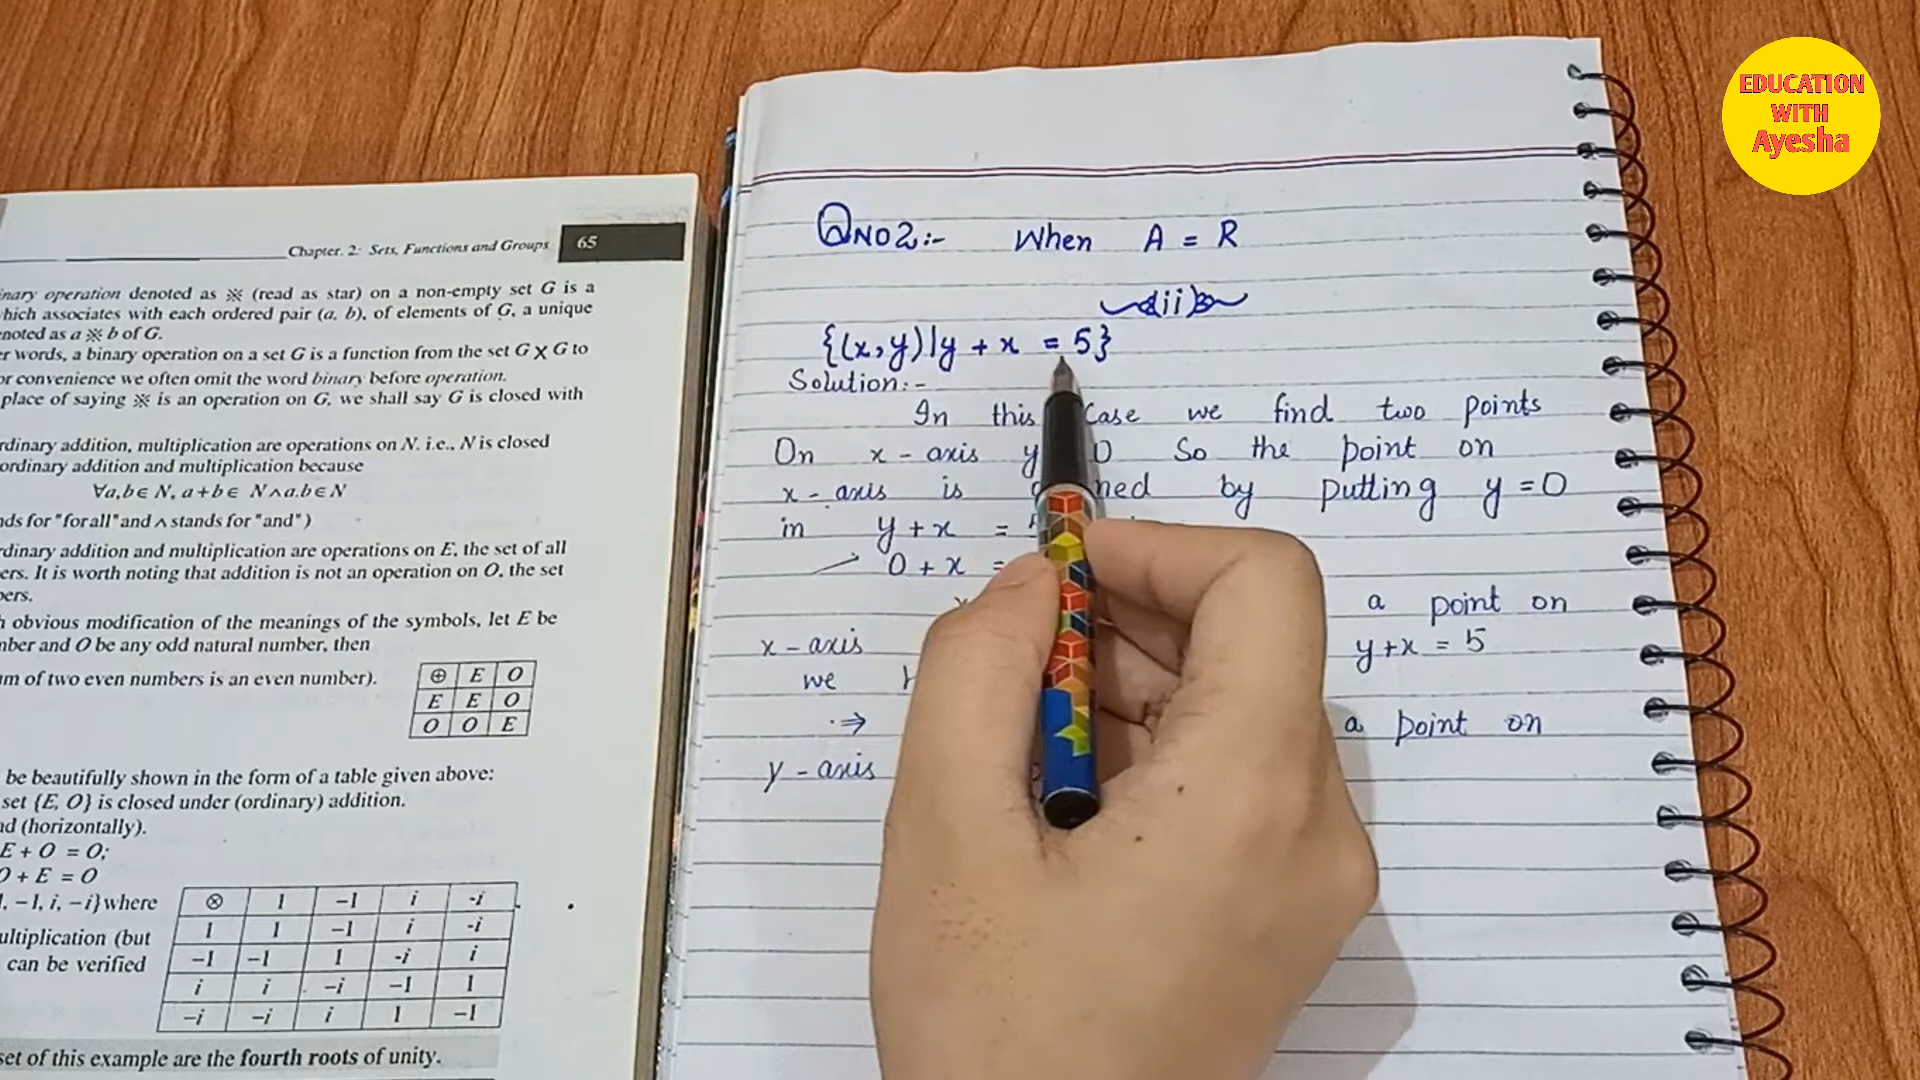 Chapter. 2: Sets, Functions and Groups 65
inary operation denoted as ※ (read as star) on a non-empty set G is a
which associates with each ordered pair (a, b), of elements of G, a unique
noted as a ※ b of G.
er words, a binary operation on a set G is a function from the set G × G to
or convenience we often omit the word binary before operation.
place of saying ※ is an operation on G, we shall say G is closed with
rdinary addition, multiplication are operations on N. i.e., N is closed
ordinary addition and multiplication because
∀a,b∈ N, a+b∈ N∧a.b∈N
ds for "for all" and ∧ stands for "and")
rdinary addition and multiplication are operations on E, the set of all
ers. It is worth noting that addition is not an operation on O, the set
bers.
h obvious modification of the meanings of the symbols, let E be
nber and O be any odd natural number, then
um of two even numbers is an even number).
⊕ E O
E E O
O O E
be beautifully shown in the form of a table given above:
set {E, O} is closed under (ordinary) addition.
ad (horizontally).
E + O = O;
O + E = O
, −1, i, −i} where
ultiplication (but
can be verified
⊗ 1 −1 i -i
1 1 −1 i -i
−1 −1 1 -i i
i i −i −1 1
−i −i i 1 −1
set of this example are the fourth roots of unity.
QNO2:- When A = R
(ii)
{(x,y)|y + x = 5}
Solution:-
In this Case we find two points
On x - axis y 0 So the point on
x - axis is by putting y = 0
in y + x =
0 + x =
a point on
x - axis y+x = 5
we
⇒ a point on
y - axis
EDUCATION
WITH
Ayesha